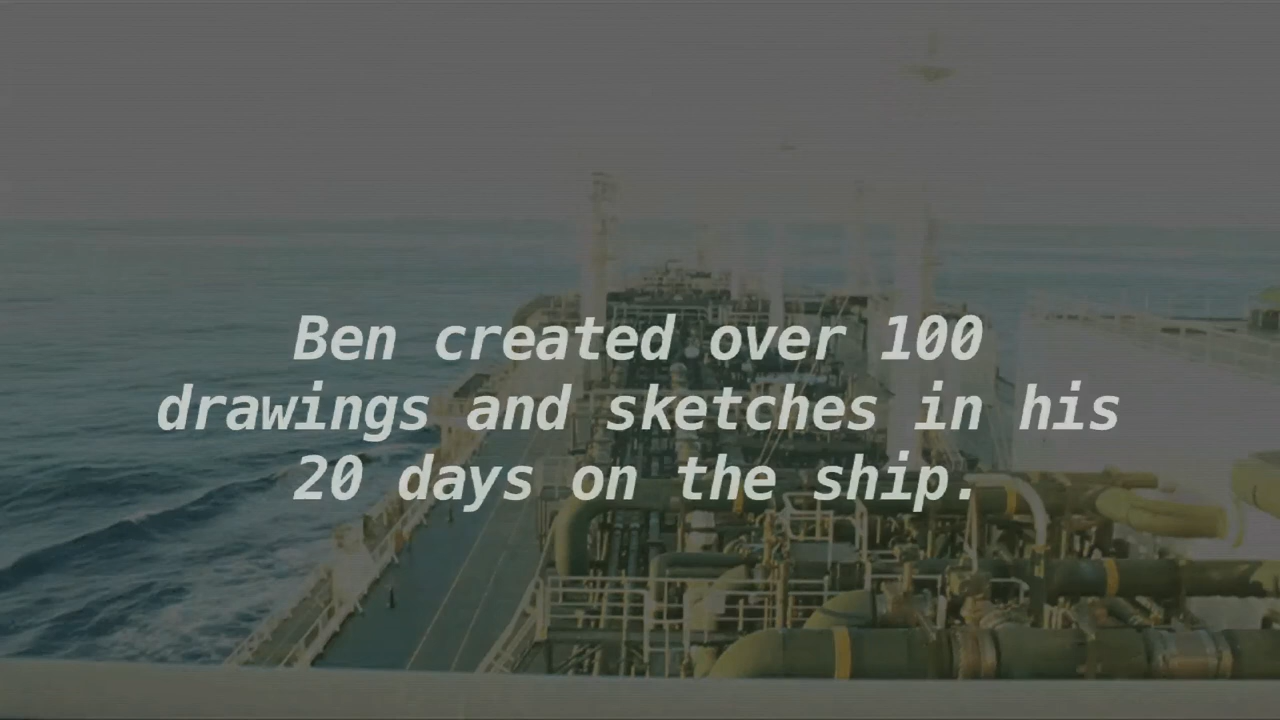 Ben created over 100
drawings and sketches in his
20 days on the ship.